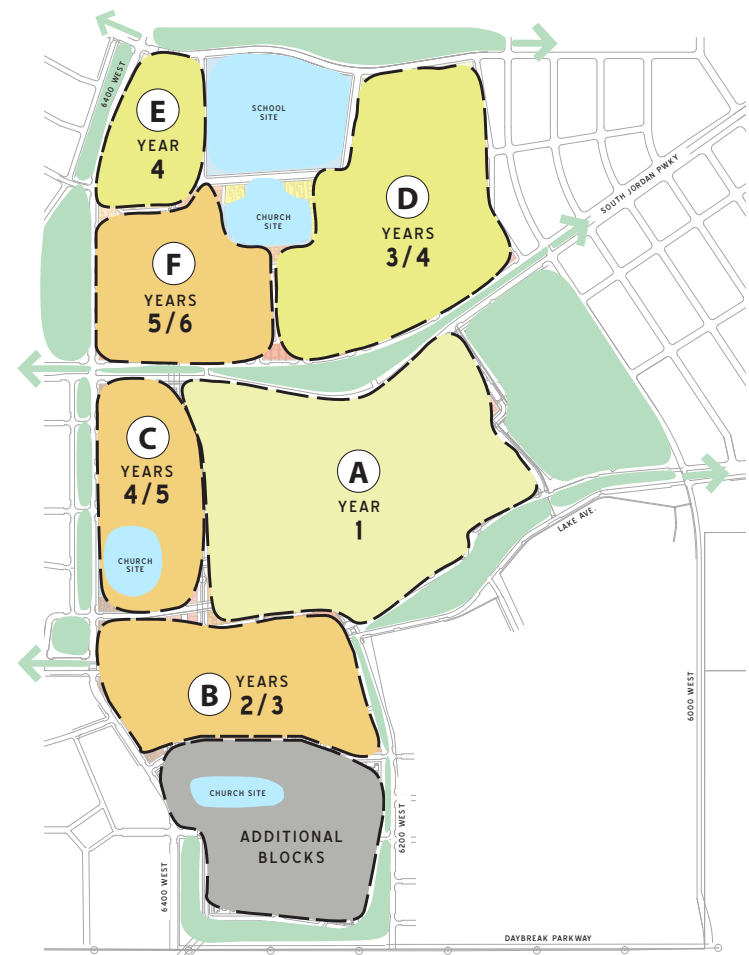 6400 WEST
E
YEAR
4
SCHOOL
SITE
D
YEARS
3/4
SOUTH JORDAN PWKY
CHURCH
SITE
F
YEARS
5/6
C
YEARS
4/5
CHURCH
SITE
A
YEAR
1
LAKE AVE.
B
YEARS
2/3
6000 WEST
CHURCH SITE
ADDITIONAL
BLOCKS
6200 WEST
6400 WEST
DAYBREAK PARKWAY